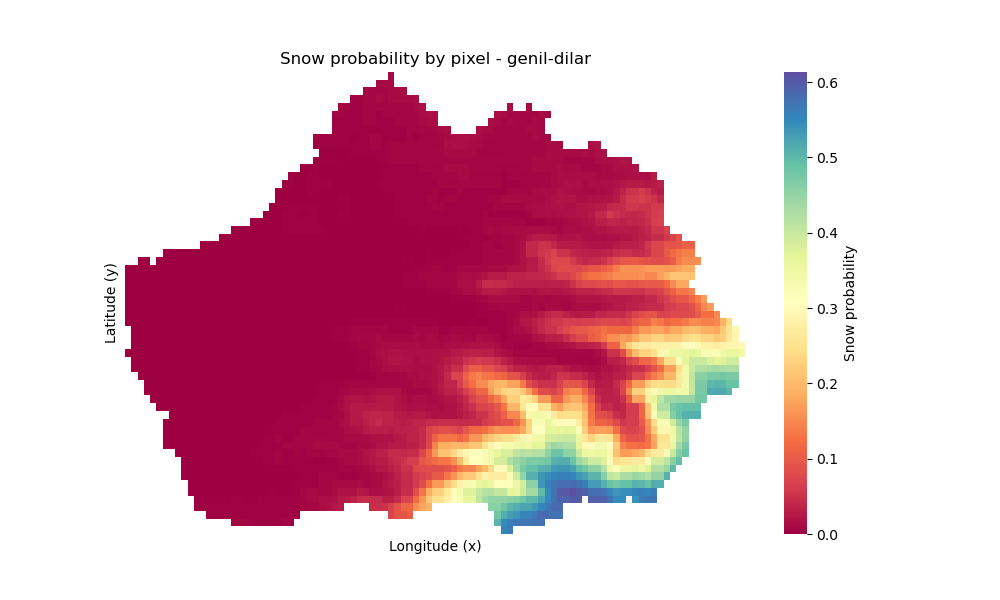 Snow probability by pixel - genil-dilar
Latitude (y)
Longitude (x)
0.6
0.5
0.4
0.3
0.2
0.1
0.0
Snow probability